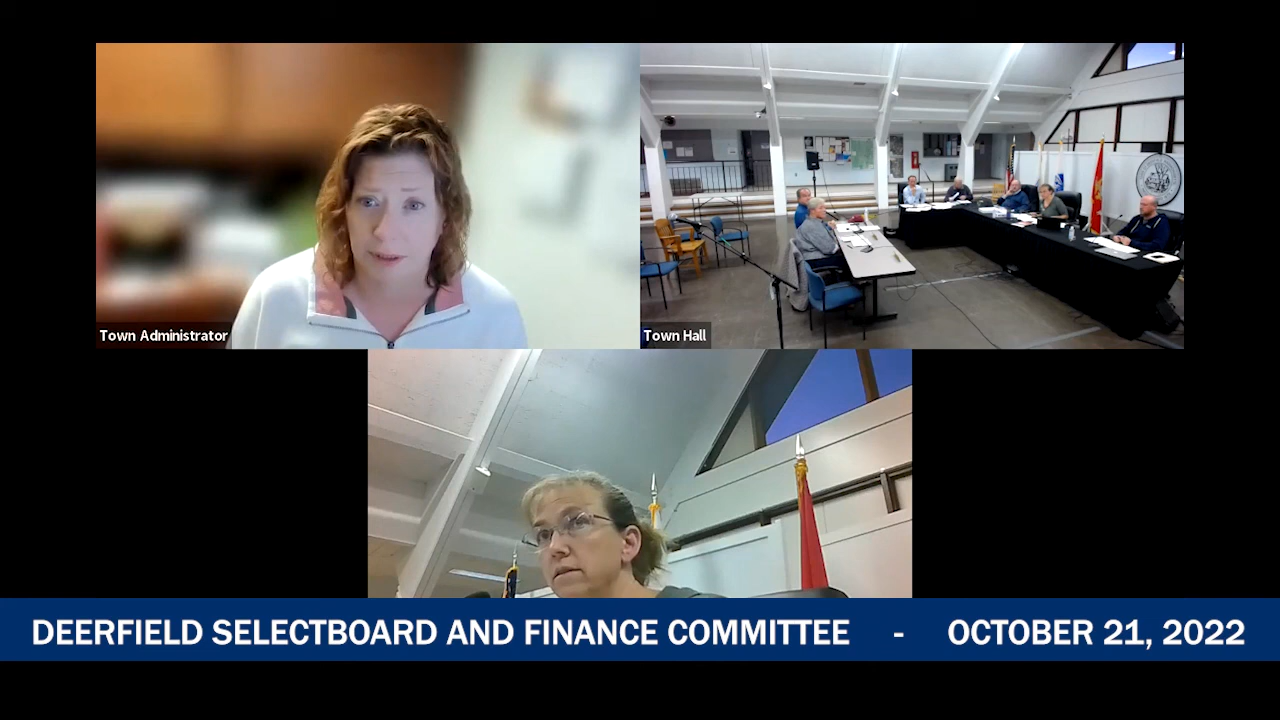 Town Administrator
Town Hall
DEERFIELD SELECTBOARD AND FINANCE COMMITTEE - OCTOBER 21, 2022